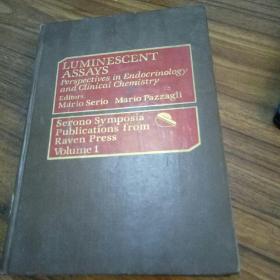 LUMINESCENT
ASSAYS
Perspectives in Endocrinology
and Clinical Chemistry
Editors
Mario Serio Mario Pazzagli
Serono Symposia
Publications from
Raven Press
Volume 1